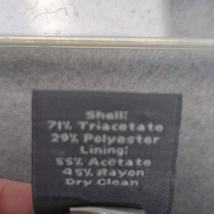 Shell:
71% Triacetate
29% Polyester
Lining:
55% Acetate
45% Rayon
Dry Clean